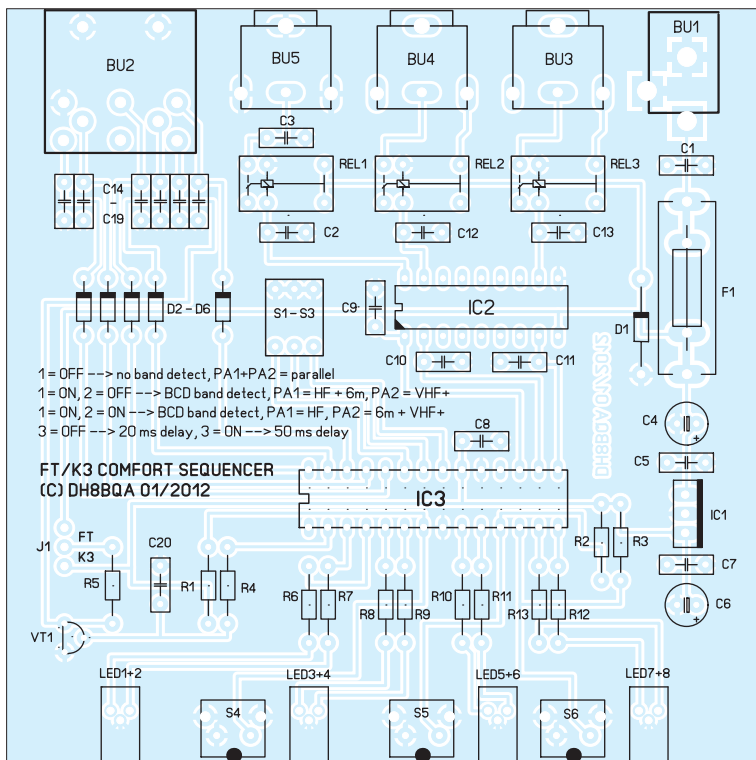 BU2
BU5
BU4
BU3
BU1
C3
C1
REL1
REL2
REL3
C14
-
C19
C2
C12
C13
F1
D2-D6
S1-S3
C9
IC2
D1
C10
C11
1 = OFF --> no band detect, PA1+PA2 = parallel
1 = ON, 2 = OFF --> BCD band detect, PA1 = HF + 6m, PA2 = VHF+
1 = ON, 2 = ON --> BCD band detect, PA1 = HF, PA2 = 6m + VHF+
3 = OFF --> 20 ms delay, 3 = ON --> 50 ms delay
C4
+
C8
C5
FT/K3 COMFORT SEQUENCER
(C) DH8BQA 01/2012
IC3
IC1
J1
FT
K3
C20
R2
R3
C7
R5
R1
R4
R6
R7
R8
R9
R10
R11
R13
R12
C6
+
VT1
LED1+2
LED3+4
LED5+6
LED7+8
S4
S5
S6